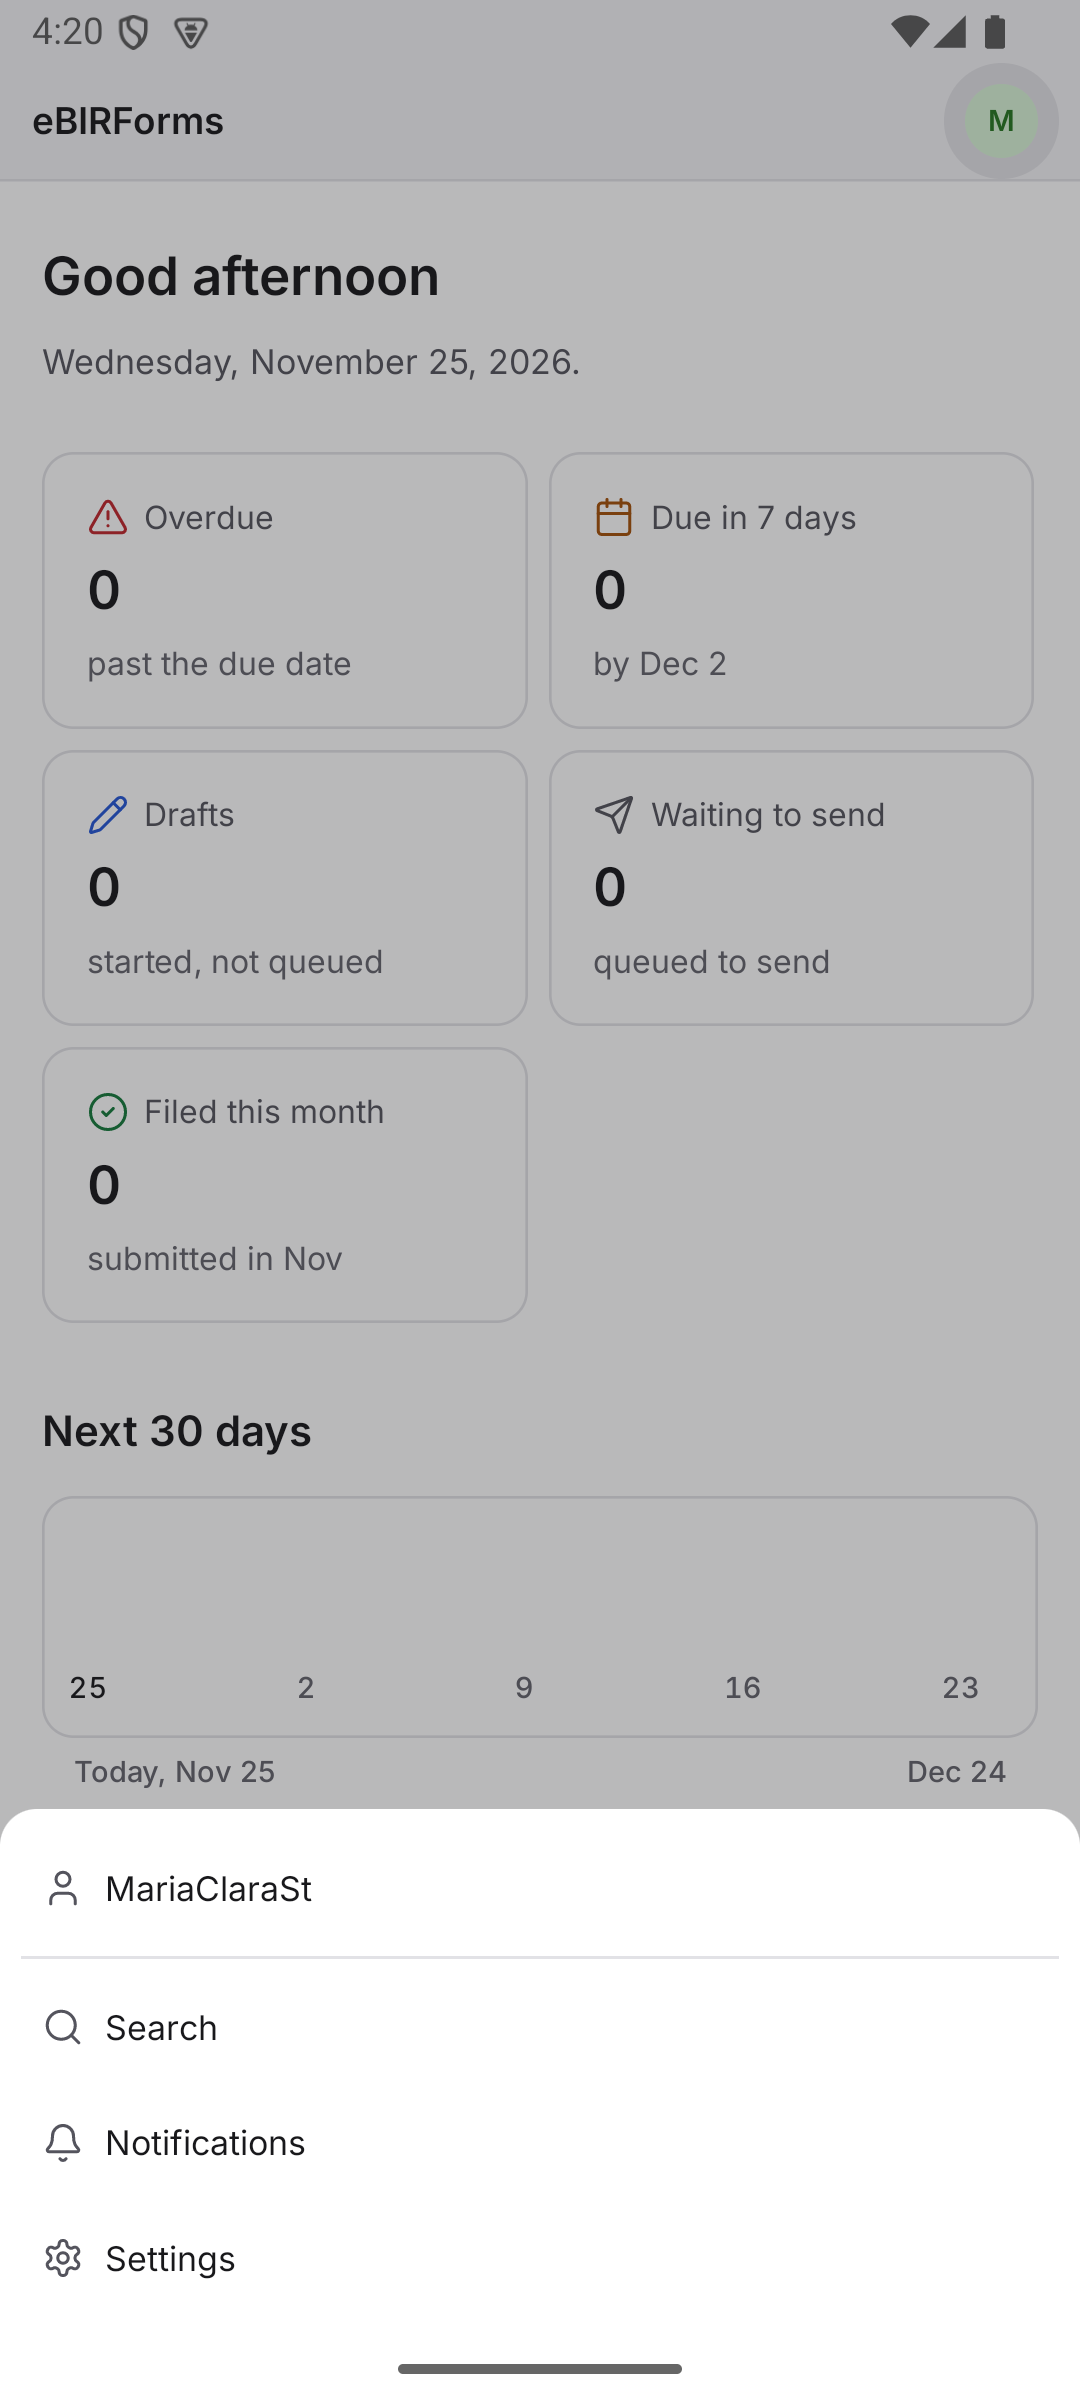 4:20
eBIRForms
M
Good afternoon
Wednesday, November 25, 2026.
Overdue
0
past the due date
Due in 7 days
0
by Dec 2
Drafts
0
started, not queued
Waiting to send
0
queued to send
Filed this month
0
submitted in Nov
Next 30 days
25 2 9 16 23
Today, Nov 25 Dec 24
MariaClaraSt
Search
Notifications
Settings